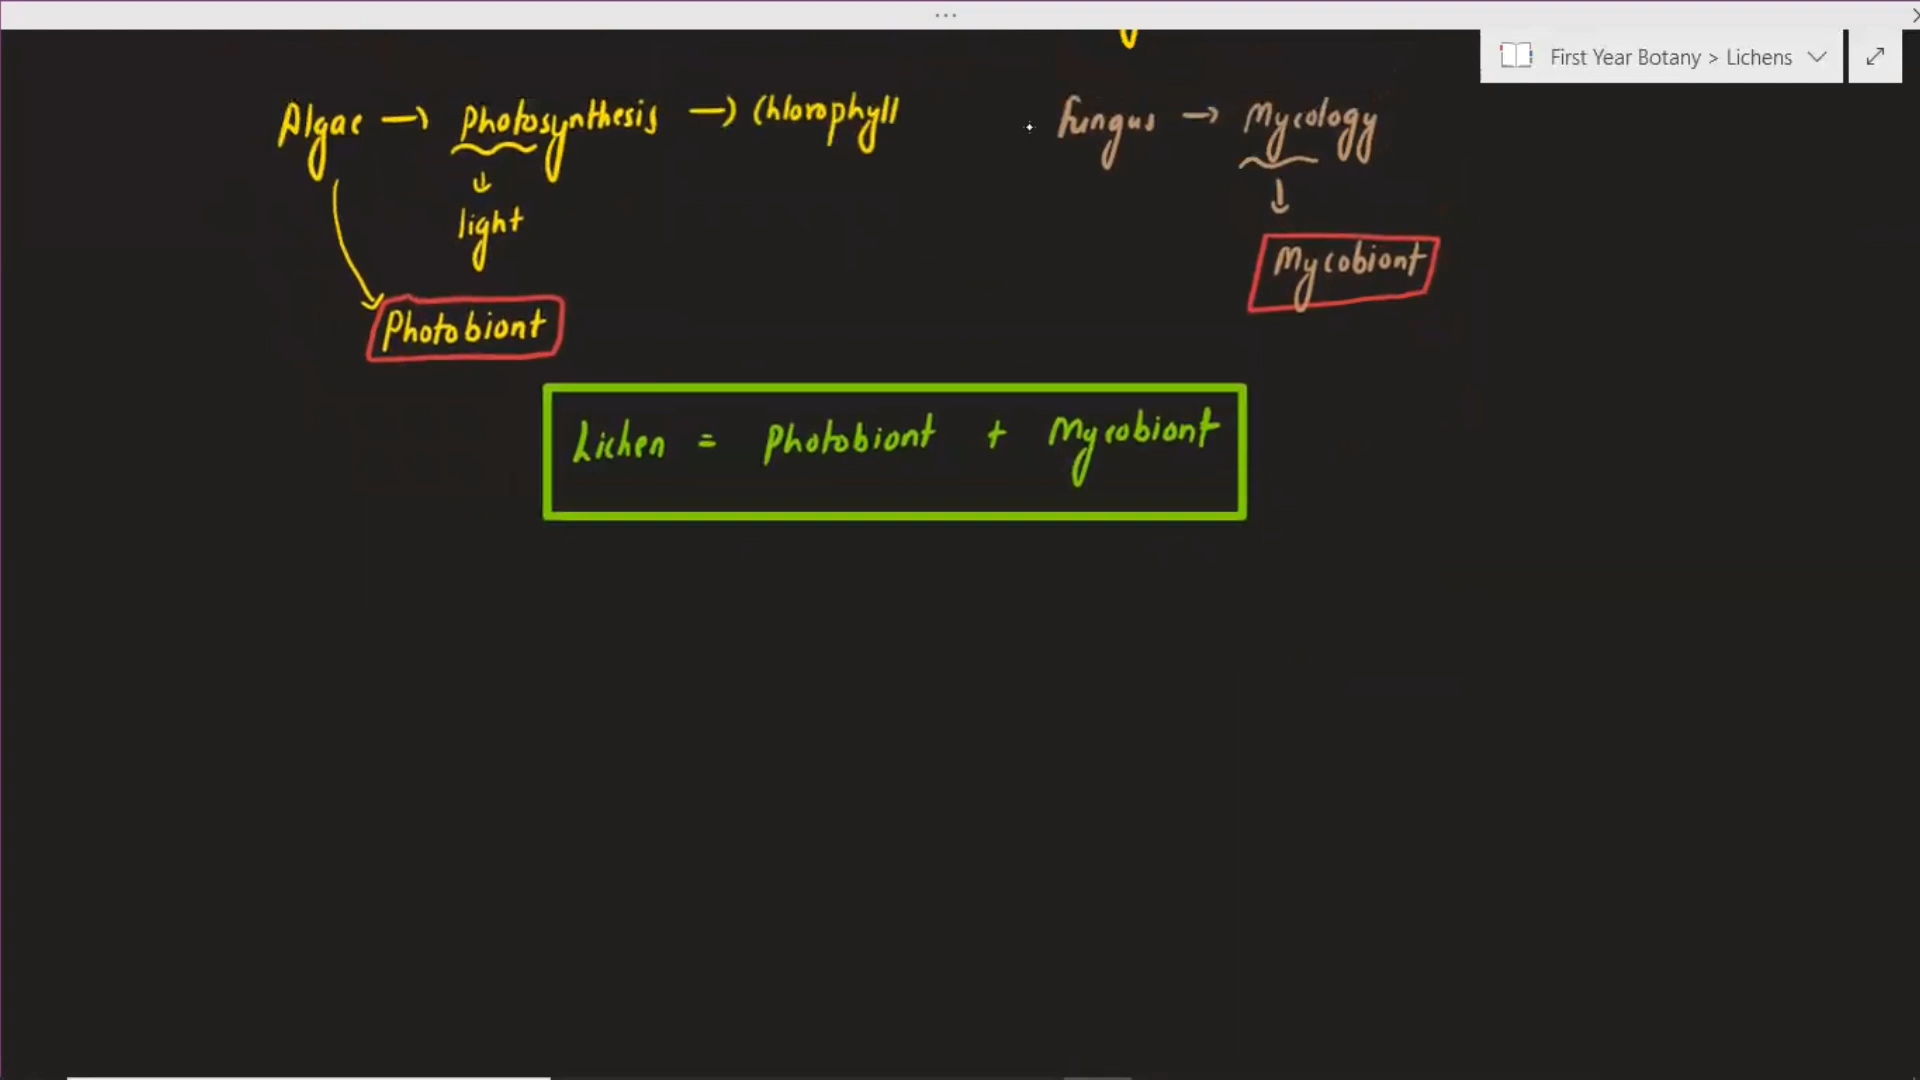 First Year Botany > Lichens
Algae → Photosynthesis → Chlorophyll
Fungus → Mycology
↓
light
↓
Mycobiont
Photobiont
Lichen = Photobiont + Mycobiont